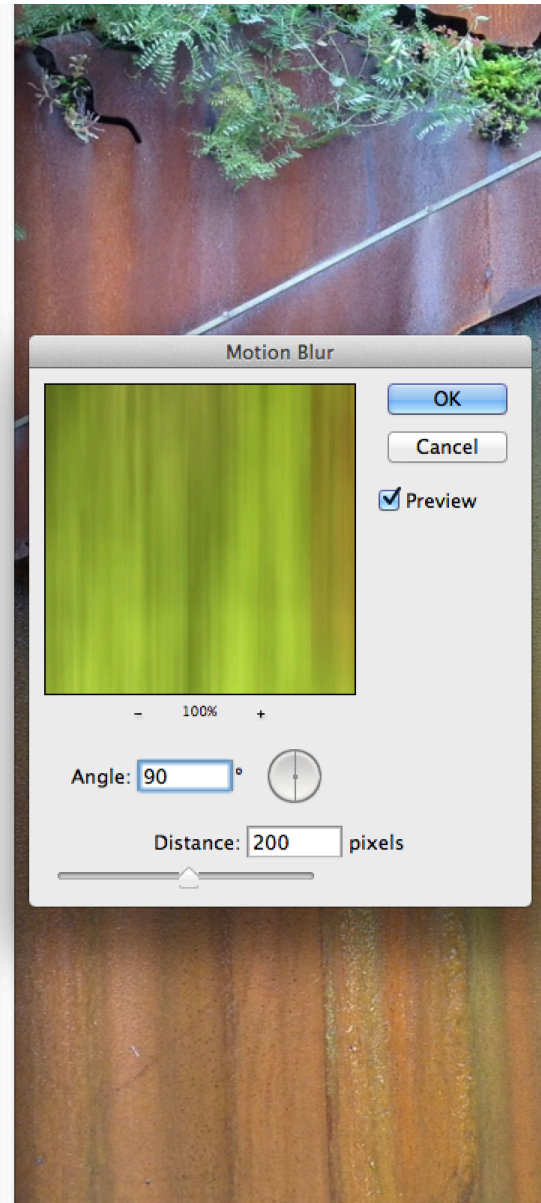 Motion Blur
OK
Cancel
Preview
- 100% +
Angle: 90 °
Distance: 200 pixels